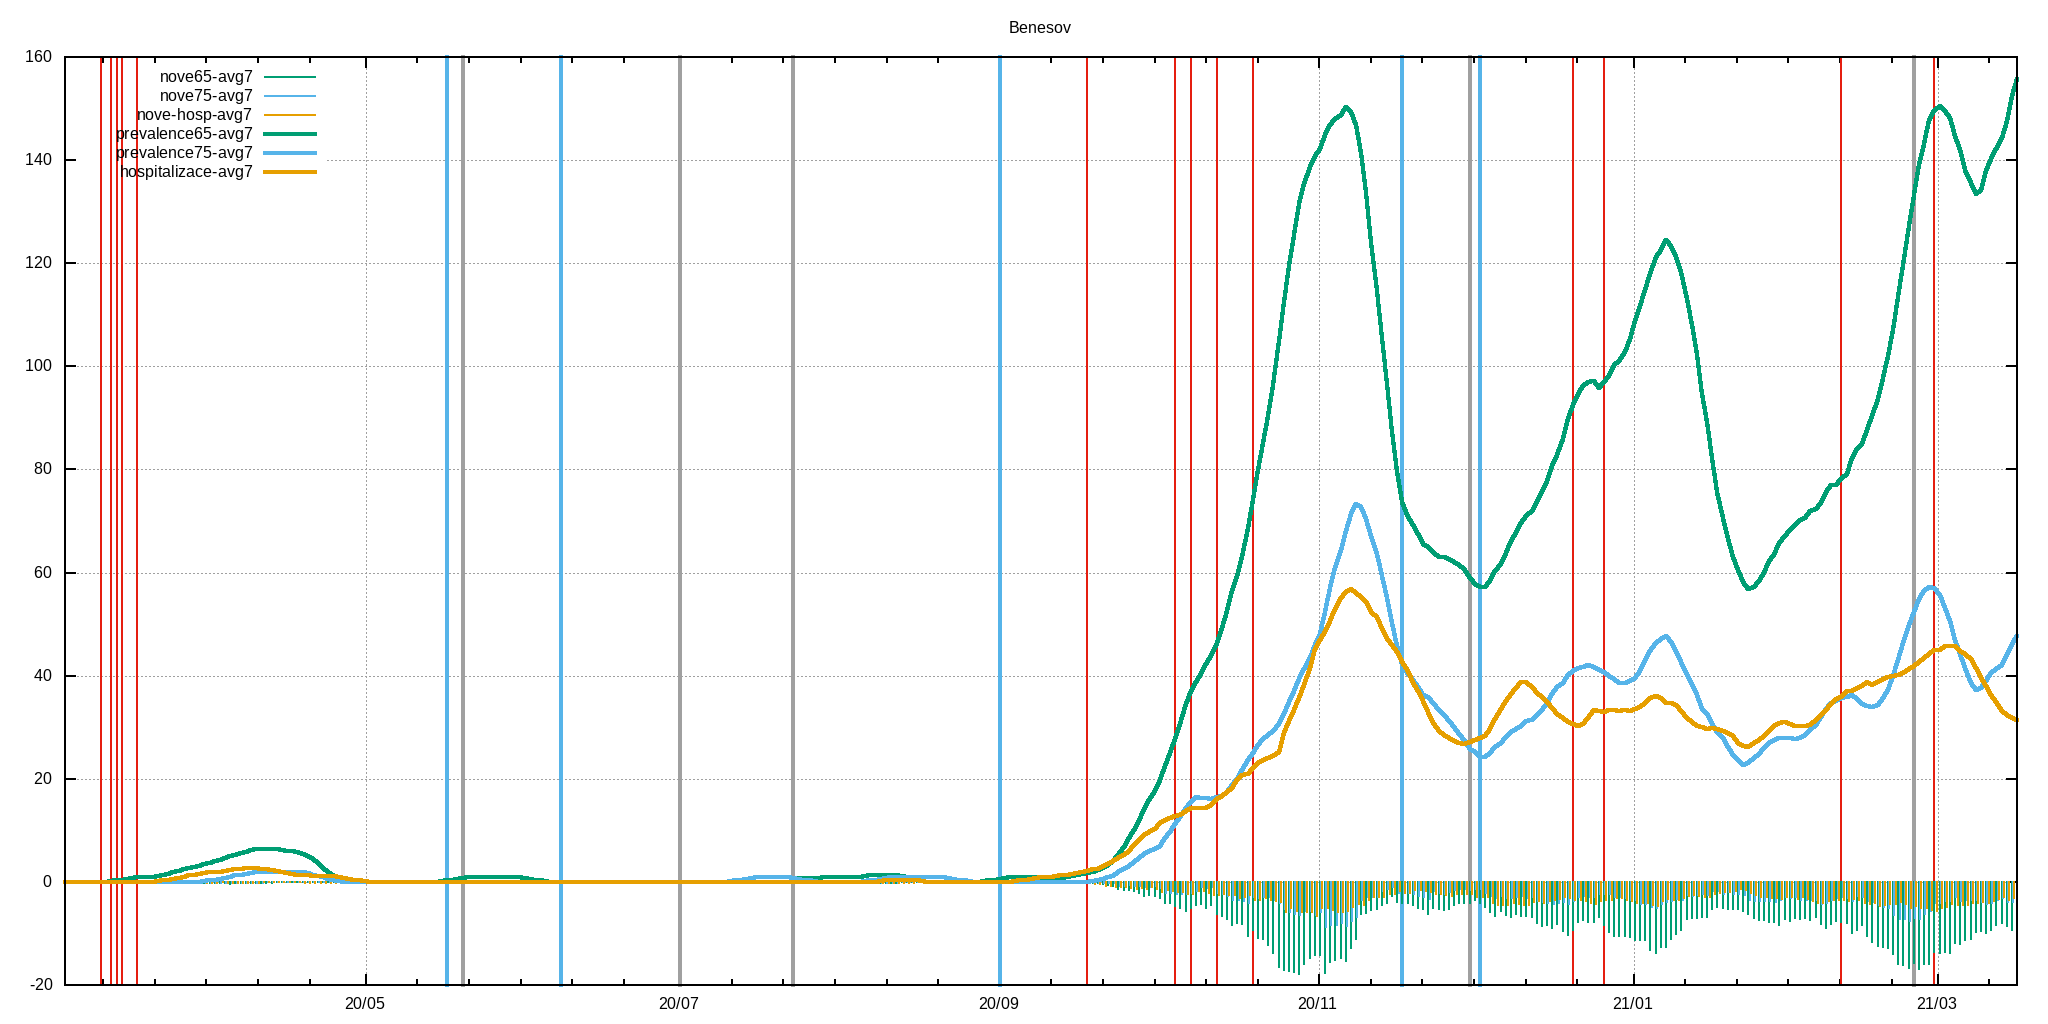 Benesov
160
140
120
100
80
60
40
20
0
-20
nove65-avg7
nove75-avg7
nove-hosp-avg7
prevalence65-avg7
prevalence75-avg7
hospitalizace-avg7
20/05
20/07
20/09
20/11
21/01
21/03